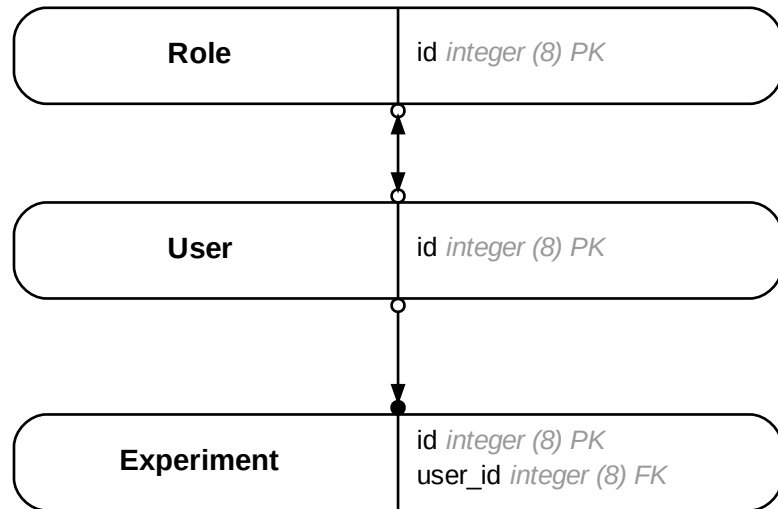 Role
id integer (8) PK
User
id integer (8) PK
Experiment
id integer (8) PK
user_id integer (8) FK